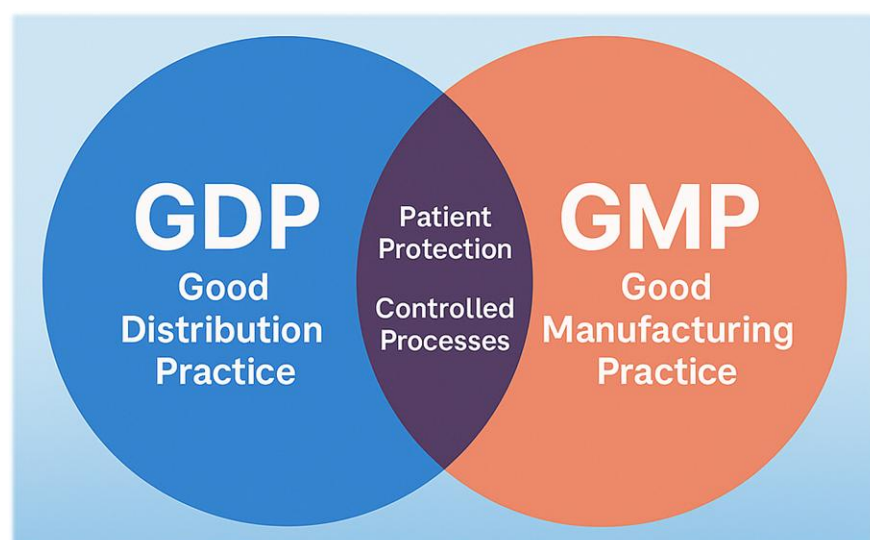 GDP
Good
Distribution
Practice
Patient
Protection
Controlled
Processes
GMP
Good
Manufacturing
Practice